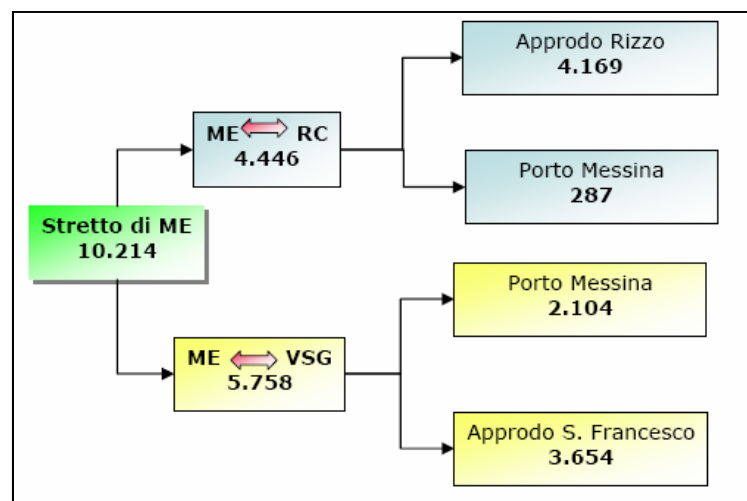 Approdo Rizzo
4.169
ME RC
4.446
Porto Messina
287
Stretto di ME
10.214
Porto Messina
2.104
ME VSG
5.758
Approdo S. Francesco
3.654